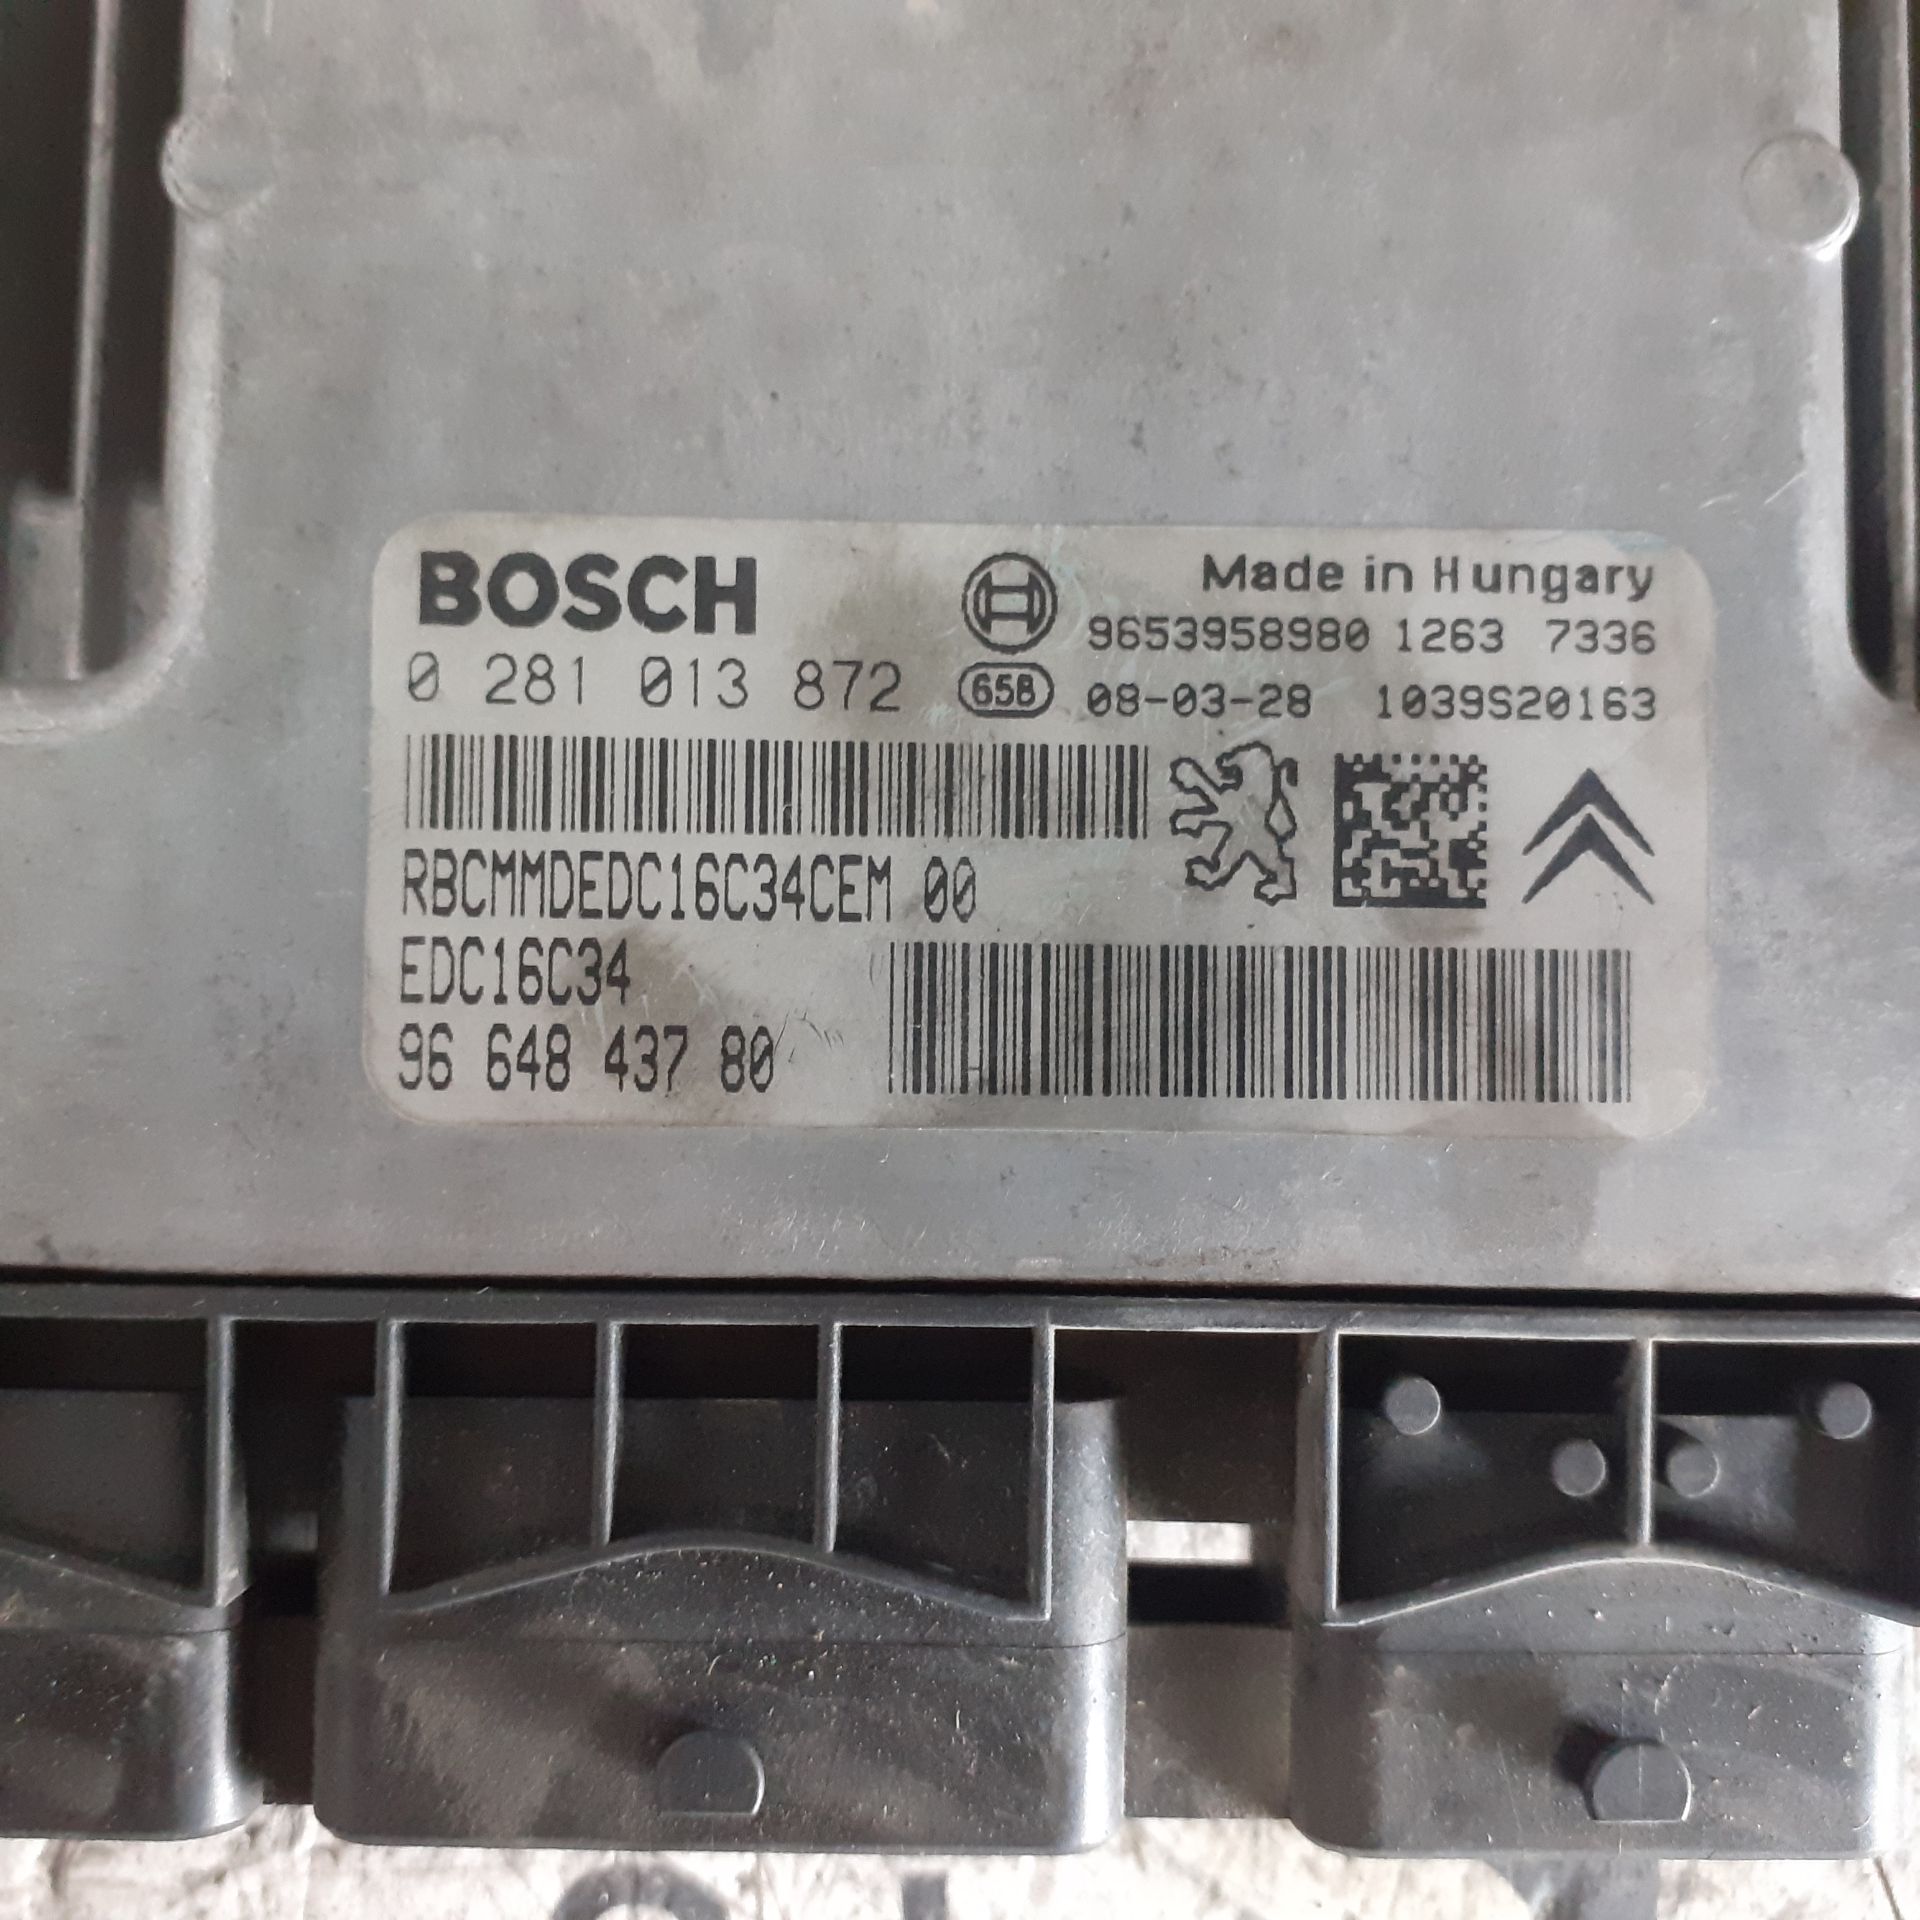 BOSCH
Made in Hungary
9653958980 1263 7336
0 281 013 872
658
08-03-28 1039S20163
RBCMMDEDC16C34CEM 00
EDC16C34
96 648 437 80